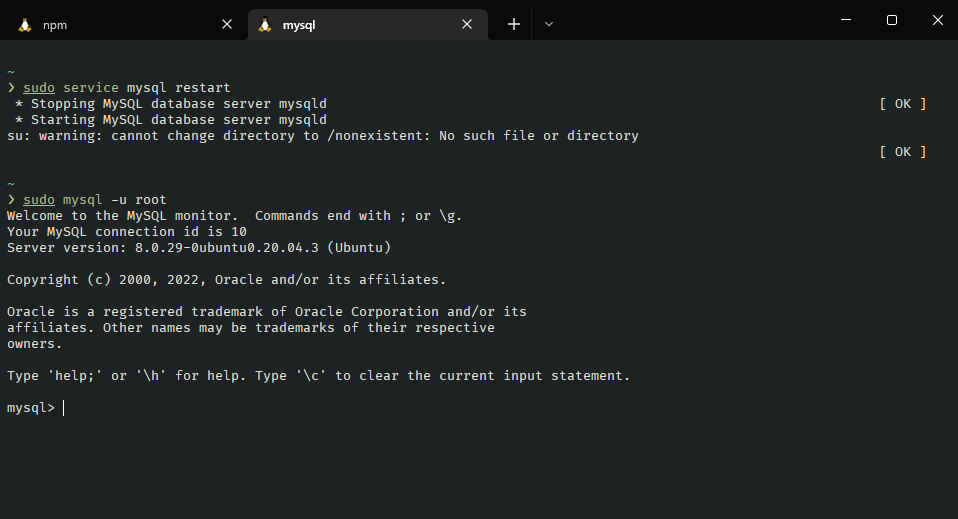 npm
mysql
~
❯ sudo service mysql restart
 * Stopping MySQL database server mysqld [ OK ]
 * Starting MySQL database server mysqld
su: warning: cannot change directory to /nonexistent: No such file or directory
[ OK ]
~
❯ sudo mysql -u root
Welcome to the MySQL monitor.  Commands end with ; or \g.
Your MySQL connection id is 10
Server version: 8.0.29-0ubuntu0.20.04.3 (Ubuntu)
Copyright (c) 2000, 2022, Oracle and/or its affiliates.
Oracle is a registered trademark of Oracle Corporation and/or its
affiliates. Other names may be trademarks of their respective
owners.
Type 'help;' or '\h' for help. Type '\c' to clear the current input statement.
mysql>